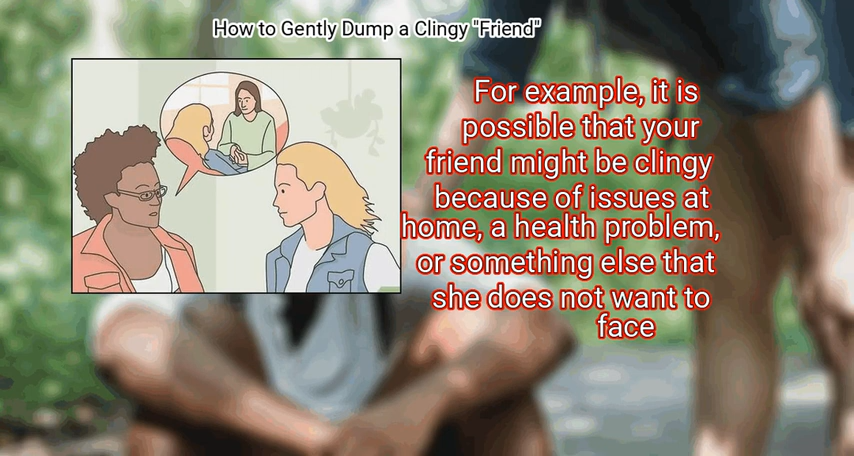 How to Gently Dump a Clingy "Friend"
For example, it is
possible that your
friend might be clingy
because of issues at
home, a health problem,
or something else that
she does not want to
face